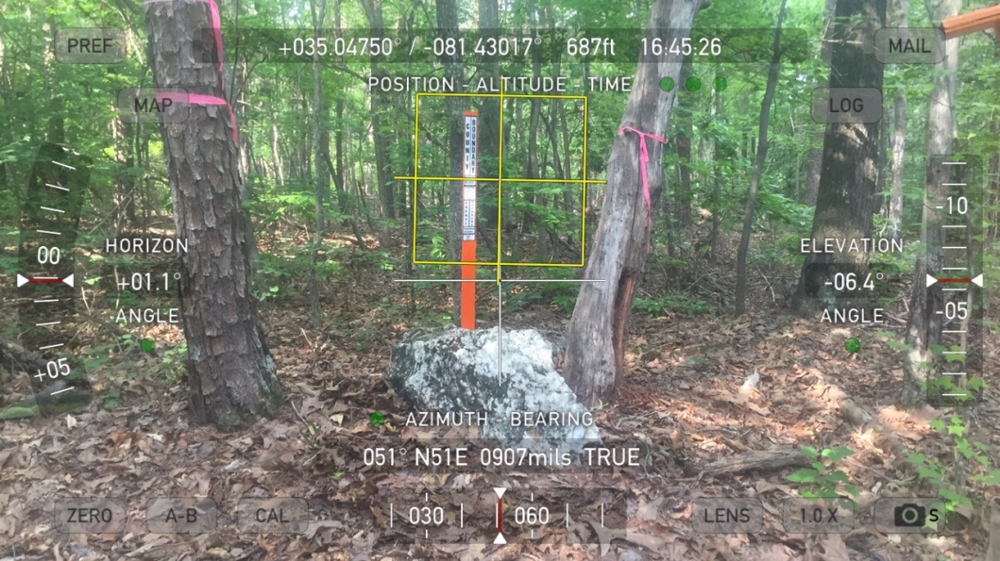 PREF
+035.04750° / -081.43017° 687ft 16:45:26
MAIL
POSITION - ALTITUDE - TIME
MAP
LOG
COUNTY
BOUNDARY
-10
HORIZON
ELEVATION
00
+01.1°
-06.4°
ANGLE
ANGLE
-05
+05
AZIMUTH - BEARING
051° N51E 0907mils TRUE
ZERO
A-B
CAL
030
060
LENS
1.0 X
S